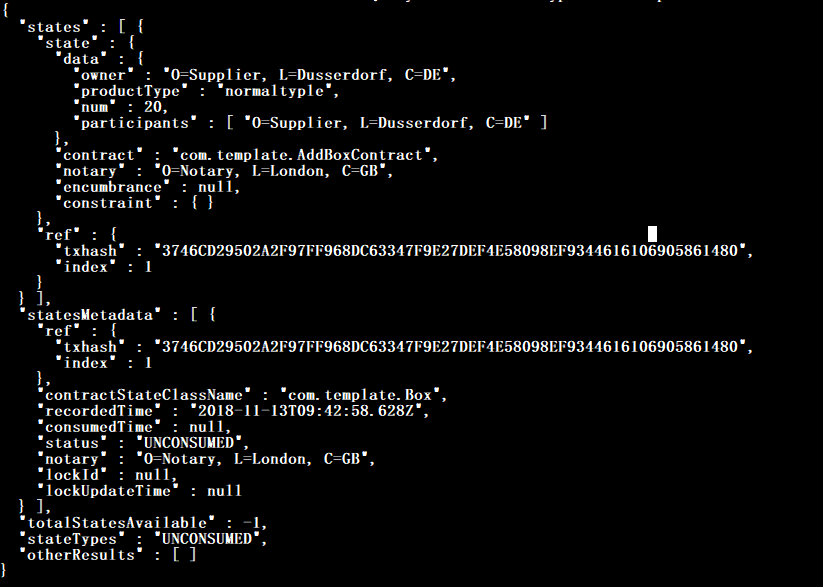 {
"states" : [ {
"state" : {
"data" : {
"owner" : "O=Supplier, L=Dusserdorf, C=DE",
"productType" : "normaltyple",
"num" : 20,
"participants" : [ "O=Supplier, L=Dusserdorf, C=DE" ]
},
"contract" : "com.template.AddBoxContract",
"notary" : "O=Notary, L=London, C=GB",
"encumbrance" : null,
"constraint" : { }
},
"ref" : {
"txhash" : "3746CD29502A2F97FF968DC63347F9E27DEF4E58098EF9344616106905861480",
"index" : 1
}
} ],
"statesMetadata" : [ {
"ref" : {
"txhash" : "3746CD29502A2F97FF968DC63347F9E27DEF4E58098EF9344616106905861480",
"index" : 1
},
"contractStateClassName" : "com.template.Box",
"recordedTime" : "2018-11-13T09:42:58.628Z",
"consumedTime" : null,
"status" : "UNCONSUMED",
"notary" : "O=Notary, L=London, C=GB",
"lockId" : null,
"lockUpdateTime" : null
} ],
"totalStatesAvailable" : -1,
"stateTypes" : "UNCONSUMED",
"otherResults" : [ ]
}